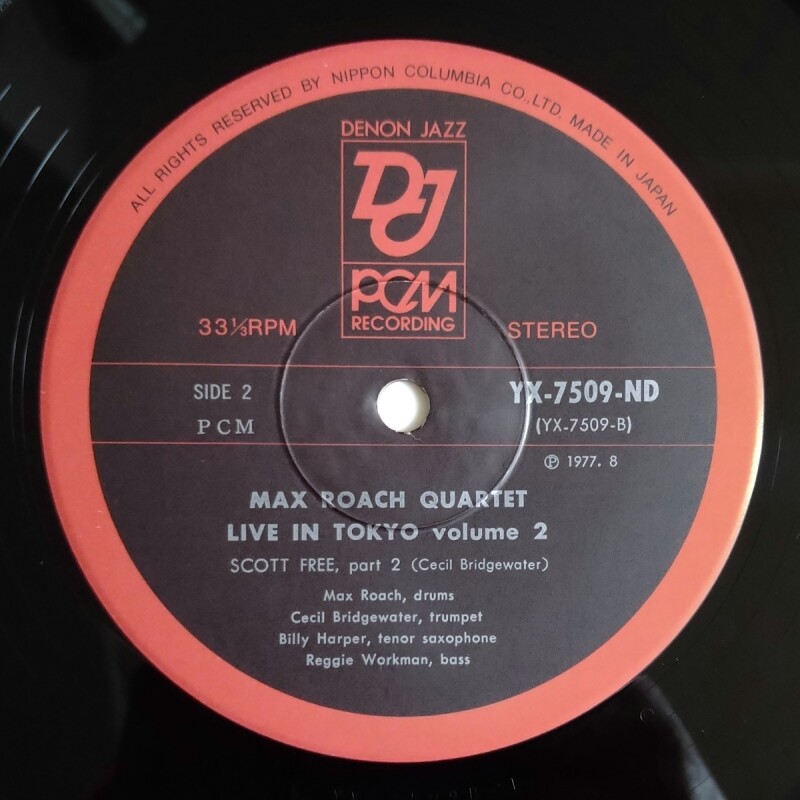 ALL RIGHTS RESERVED BY NIPPON COLUMBIA CO., LTD. MADE IN JAPAN
DENON JAZZ
DJ
PCM
RECORDING
33⅓RPM
STEREO
SIDE 2
YX-7509-ND
PCM
(YX-7509-B)
Ⓟ 1977. 8
MAX ROACH QUARTET
LIVE IN TOKYO volume 2
SCOTT FREE, part 2 (Cecil Bridgewater)
Max Roach, drums
Cecil Bridgewater, trumpet
Billy Harper, tenor saxophone
Reggie Workman, bass